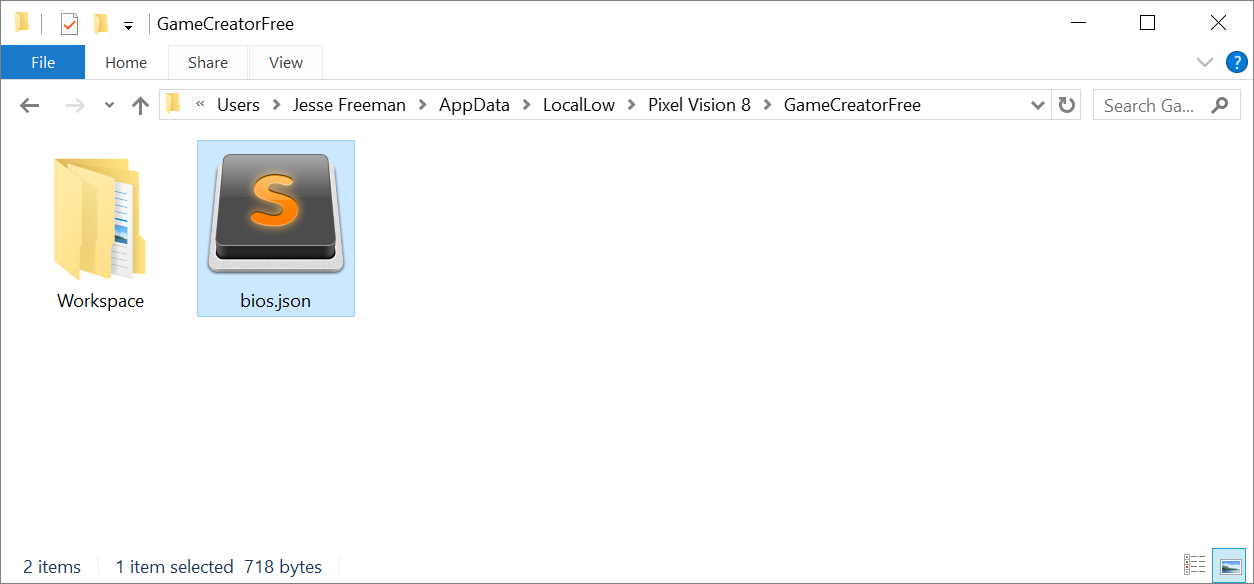 GameCreatorFree
File Home Share View ?
« Users > Jesse Freeman > AppData > LocalLow > Pixel Vision 8 > GameCreatorFree Search Ga...
S
Workspace bios.json
2 items 1 item selected 718 bytes